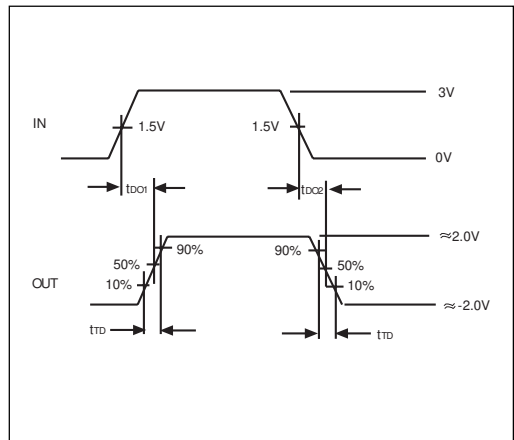 3V
IN
1.5V
1.5V
0V
tDO1
tDO2
≈2.0V
90%
90%
50%
50%
OUT
10%
10%
≈-2.0V
tTD
tTD